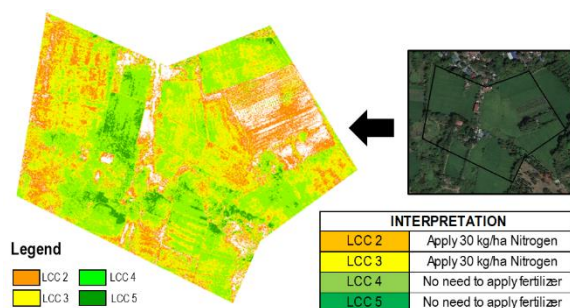 Legend
LCC 2
LCC 4
LCC 3
LCC 5
INTERPRETATION
LCC 2 Apply 30 kg/ha Nitrogen
LCC 3 Apply 30 kg/ha Nitrogen
LCC 4 No need to apply fertilizer
LCC 5 No need to apply fertilizer